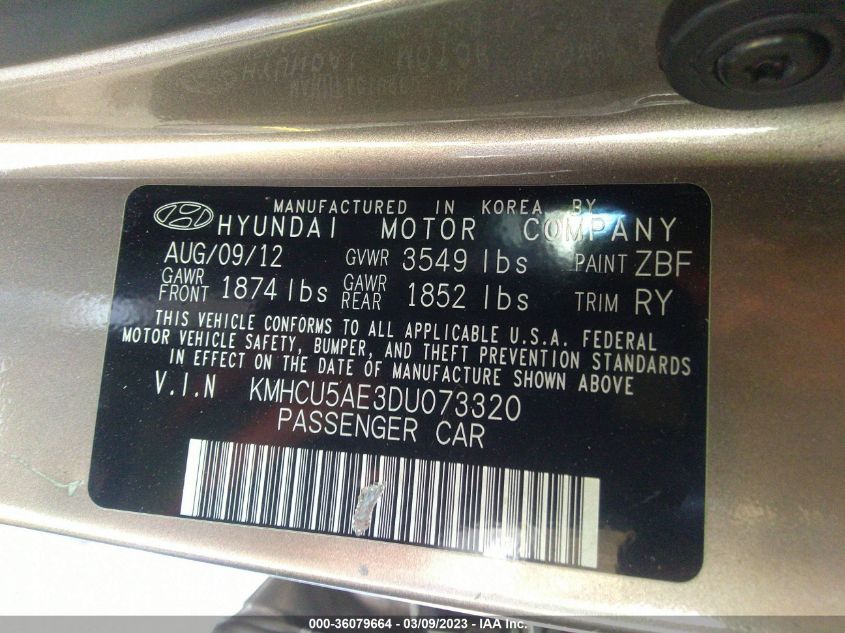 MANUFACTURED IN KOREA BY
HYUNDAI MOTOR COMPANY
AUG/09/12 GVWR 3549 lbs PAINT ZBF
GAWR FRONT 1874 lbs GAWR REAR 1852 lbs TRIM RY
THIS VEHICLE CONFORMS TO ALL APPLICABLE U.S.A. FEDERAL
MOTOR VEHICLE SAFETY, BUMPER, AND THEFT PREVENTION STANDARDS
IN EFFECT ON THE DATE OF MANUFACTURE SHOWN ABOVE
V.I.N KMHCU5AE3DU073320
PASSENGER CAR
000-36079664 - 03/09/2023 - IAA Inc.